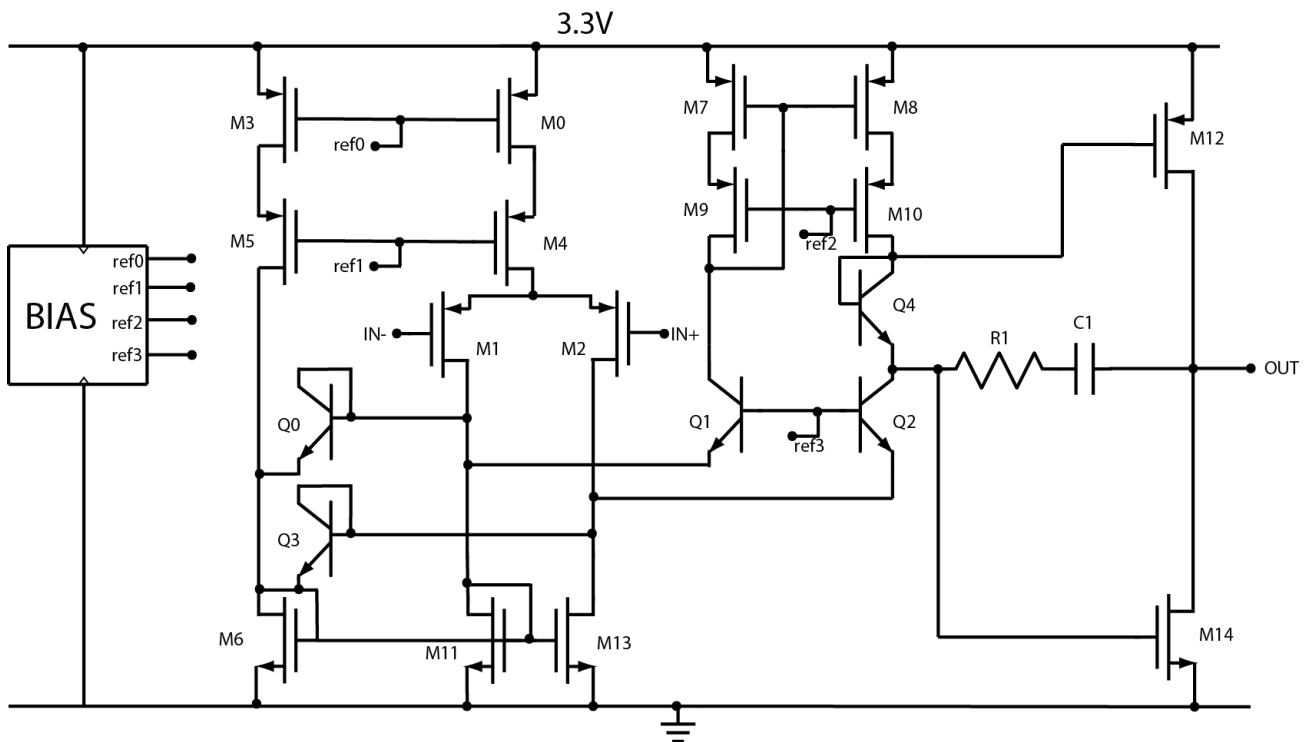 3.3V
M3
M0
ref0
M5
M4
ref1
M7
M8
M9
M10
ref2
M12
BIAS
ref0
ref1
ref2
ref3
IN-
M1
M2
IN+
Q4
R1
C1
OUT
Q0
Q1
Q2
ref3
Q3
M6
M11
M13
M14